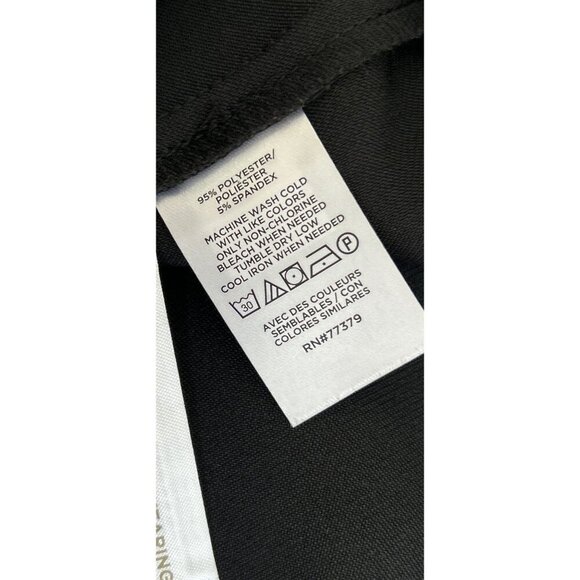 95% POLYESTER/
POLIÉSTER
5% SPANDEX
MACHINE WASH COLD
WITH LIKE COLORS
ONLY NON-CHLORINE
BLEACH WHEN NEEDED
TUMBLE DRY LOW
COOL IRON WHEN NEEDED
30 P
AVEC DES COULEURS
SEMBLABLES / CON
COLORES SIMILARES
RN#77379